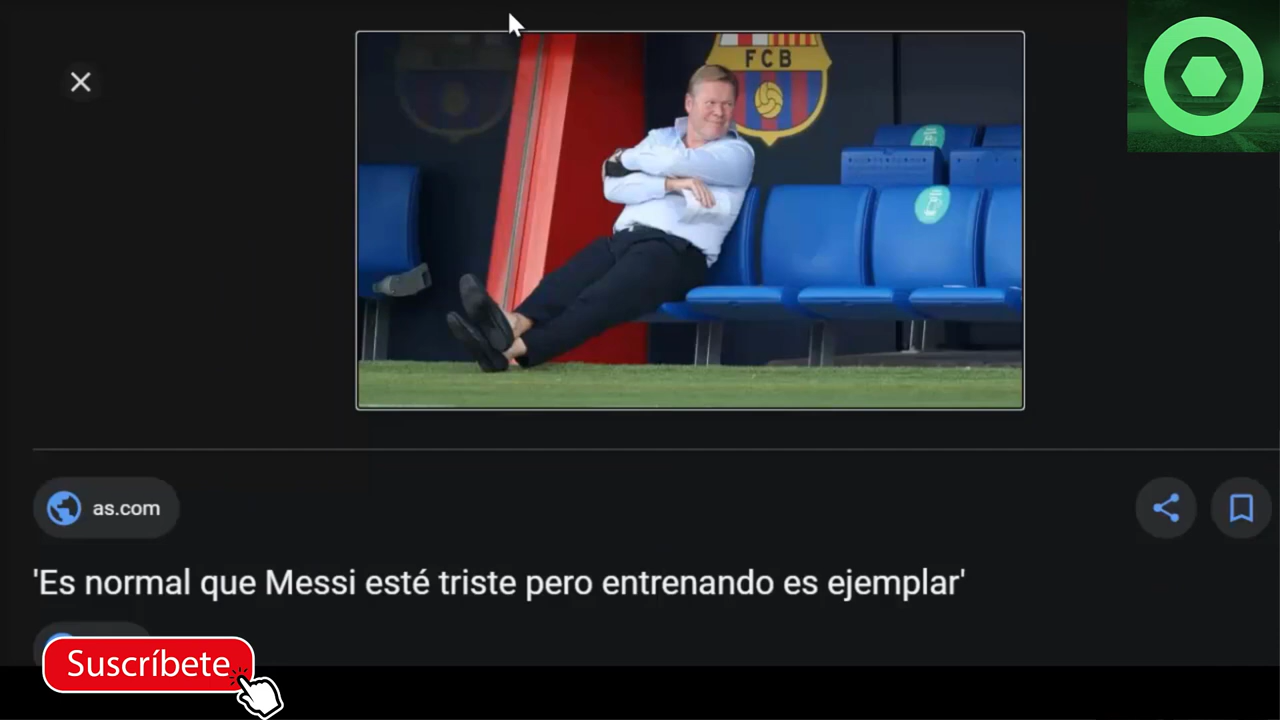 FCB
as.com
'Es normal que Messi esté triste pero entrenando es ejemplar'
Suscríbete